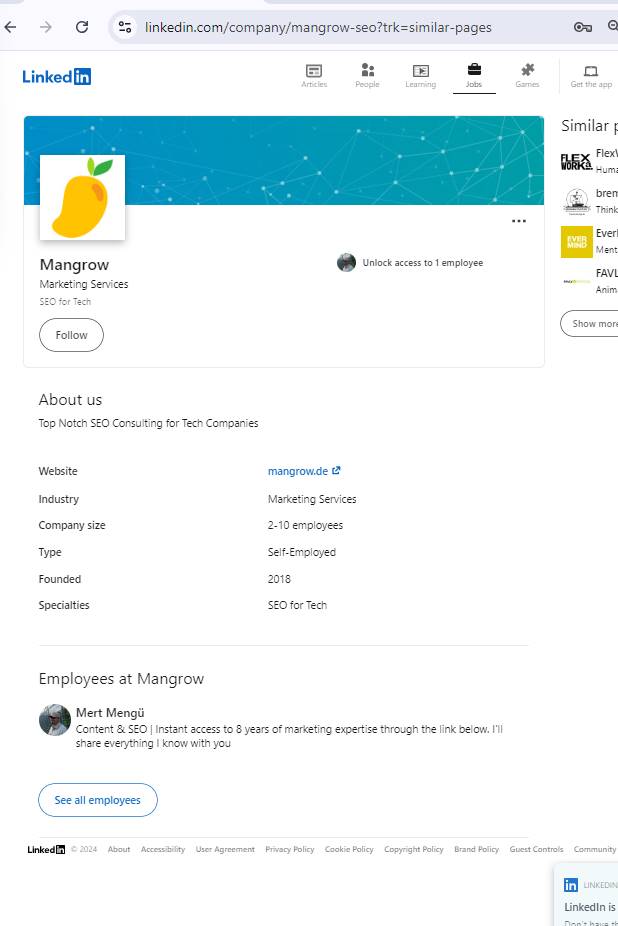 linkedin.com/company/mangrow-seo?trk=similar-pages
Linked in
Articles
People
Learning
Jobs
Games
Get the app
Mangrow
Marketing Services
SEO for Tech
Follow
Unlock access to 1 employee
Similar
FLEX
WORKa
FlexW
Huma
brem
Think
EVER
MIND
Everl
Ment
FAVL
Anim
Show more
About us
Top Notch SEO Consulting for Tech Companies
Website
mangrow.de
Industry
Marketing Services
Company size
2-10 employees
Type
Self-Employed
Founded
2018
Specialties
SEO for Tech
Employees at Mangrow
Mert Mengü
Content & SEO | Instant access to 8 years of marketing expertise through the link below. I'll
share everything I know with you
See all employees
Linked in © 2024 About Accessibility User Agreement Privacy Policy Cookie Policy Copyright Policy Brand Policy Guest Controls Community
in LINKEDIN
LinkedIn is
Don't have th